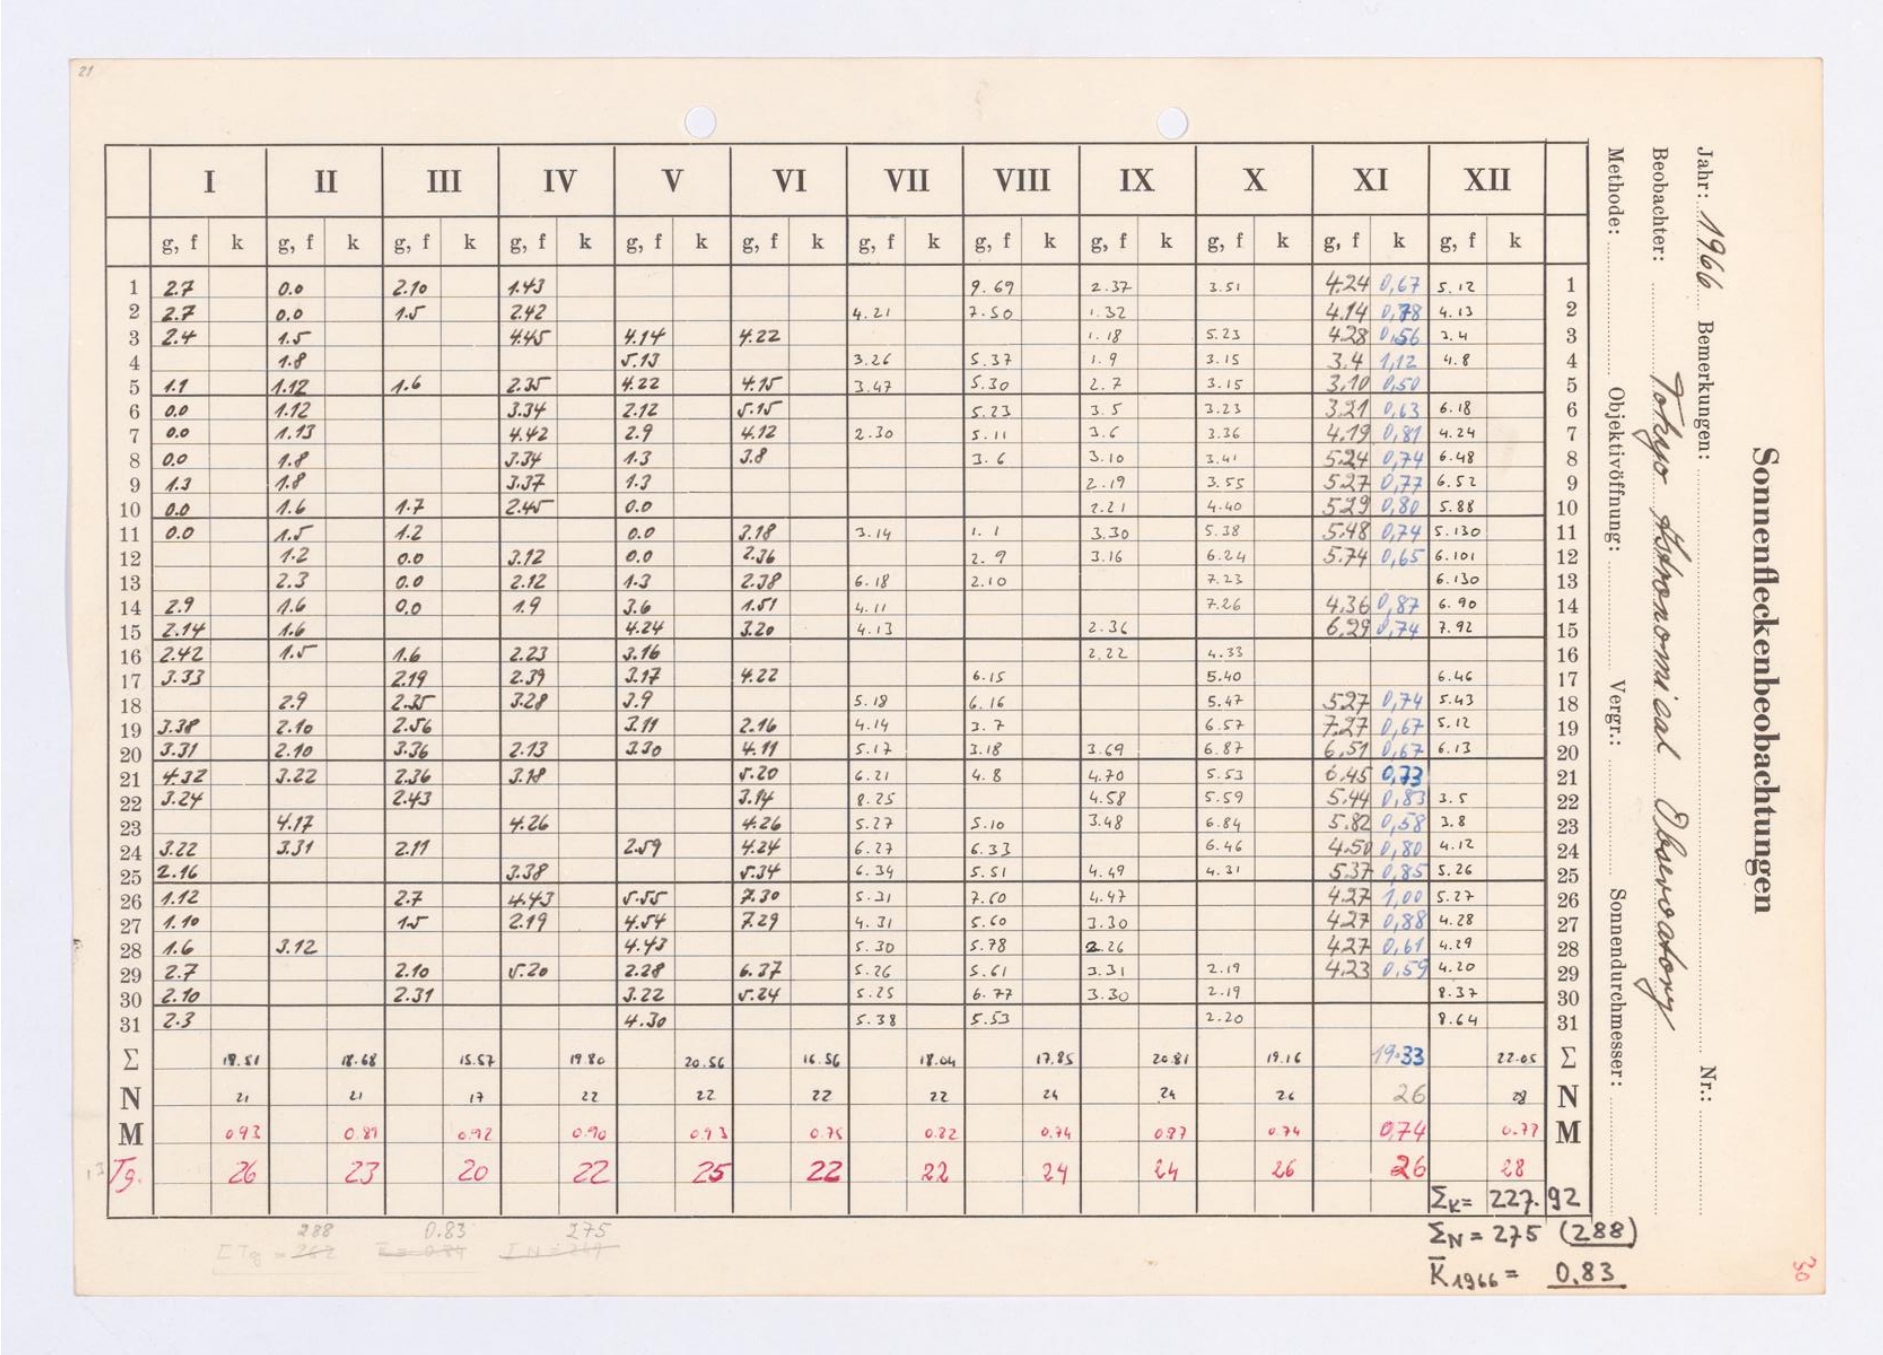 21
I II III IV V VI VII VIII IX X XI XII
g, f k g, f k g, f k g, f k g, f k g, f k g, f k g, f k g, f k g, f k g, f k g, f k
1 2.7 0.0 2.10 1.43 9.69 2.37 3.51 4.24 0,67 5.12 1
2 2.7 0.0 1.5 2.42 4.21 7.50 1.32 4.14 0,78 4.13 2
3 2.4 1.5 4.45 4.14 4.22 1.18 5.23 4.28 0,56 3.4 3
4 1.8 5.13 3.26 5.37 1.9 3.15 3.4 1,12 4.8 4
5 1.1 1.12 1.6 2.35 4.22 4.15 3.47 5.30 2.7 3.15 3,10 0,50 5
6 0.0 1.12 3.34 2.12 5.15 5.23 3.5 3.23 3.21 0,63 6.18 6
7 0.0 1.13 4.42 2.9 4.12 2.30 5.11 3.6 3.36 4,19 0,81 4.24 7
8 0.0 1.8 3.34 1.3 3.8 3.6 3.10 3.41 5.24 0,74 6.48 8
9 1.3 1.8 3.37 1.3 2.19 3.55 5.27 0,77 6.52 9
10 0.0 1.6 1.7 2.45 0.0 2.21 4.40 5.29 0,80 5.88 10
11 0.0 1.5 1.2 0.0 3.18 3.14 1.1 3.30 5.38 5.48 0,74 5.130 11
12 1.2 0.0 3.12 0.0 2.36 2.9 3.16 6.24 5.74 0,65 6.101 12
13 2.3 0.0 2.12 1.3 2.38 6.18 2.10 7.23 6.130 13
14 2.9 1.6 0,0 1.9 3.6 1.51 4.11 7.26 4.36 0,87 6.90 14
15 2.14 1.6 4.24 3.20 4.13 2.36 6,29 0,74 7.92 15
16 2.42 1.5 1.6 2.23 3.16 2.22 4.33 16
17 3.33 2.19 2.39 3.17 4.22 6.15 5.40 6.46 17
18 2.9 2.35 3.28 3.9 5.18 6.16 5.47 5.27 0,74 5.43 18
19 3.38 2.10 2.56 3.11 2.16 4.14 3.7 6.57 7.27 0,67 5.12 19
20 3.31 2.10 3.36 2.13 3.30 4.11 5.17 3.18 3.69 6.87 6,51 0,67 6.13 20
21 4.32 3.22 2.36 3.18 5.20 6.21 4.8 4.70 5.53 6.45 0,73 21
22 3.24 2.43 3.14 8.25 4.58 5.59 5.44 0,83 3.5 22
23 4.17 4.26 4.26 5.27 5.10 3.48 6.84 5.82 0,58 3.8 23
24 3.22 3.31 2.11 2.59 4.24 6.27 6.33 6.46 4.50 0,80 4.12 24
25 2.16 3.38 5.34 6.34 5.51 4.49 4.31 5.37 0,85 5.26 25
26 1.12 2.7 4.43 5.55 7.30 5.31 7.60 4.47 4.27 1,00 5.27 26
27 1.10 1.5 2.19 4.54 7.29 4.31 5.60 3.30 4.27 0,88 4.28 27
28 1.6 3.12 4.43 5.30 5.78 2.26 4.27 0,61 4.29 28
29 2.7 2.10 5.20 2.28 6.37 5.26 5.61 3.31 2.19 4.23 0,59 4.20 29
30 2.10 2.31 3.22 5.24 5.25 6.77 3.30 2.19 8.37 30
31 2.3 4.30 5.38 5.53 2.20 8.64 31
Σ 19.51 18.68 15.57 19.80 20.56 16.56 18.04 17.85 20.81 19.16 19.33 22.05 Σ
N 21 21 17 22 22 22 22 24 24 26 26 28 N
M 0.93 0.89 0.92 0.90 0.93 0.75 0.82 0.74 0.87 0.74 0,74 0.79 M
Tg. 26 23 20 22 25 22 22 24 24 26 26 28
Σk = 227.92
ΣN = 275 (288)
K̄1966 = 0.83
288 0.83 275
ΣTg = 262 k = 0.84 ΣN = 249
30
Sonnenfleckenbeobachtungen
Jahr: 1966 Bemerkungen: Nr.:
Beobachter: Tokyo Astronomical Observatory
Methode: Objektivöffnung: Vergr.: Sonnendurchmesser: